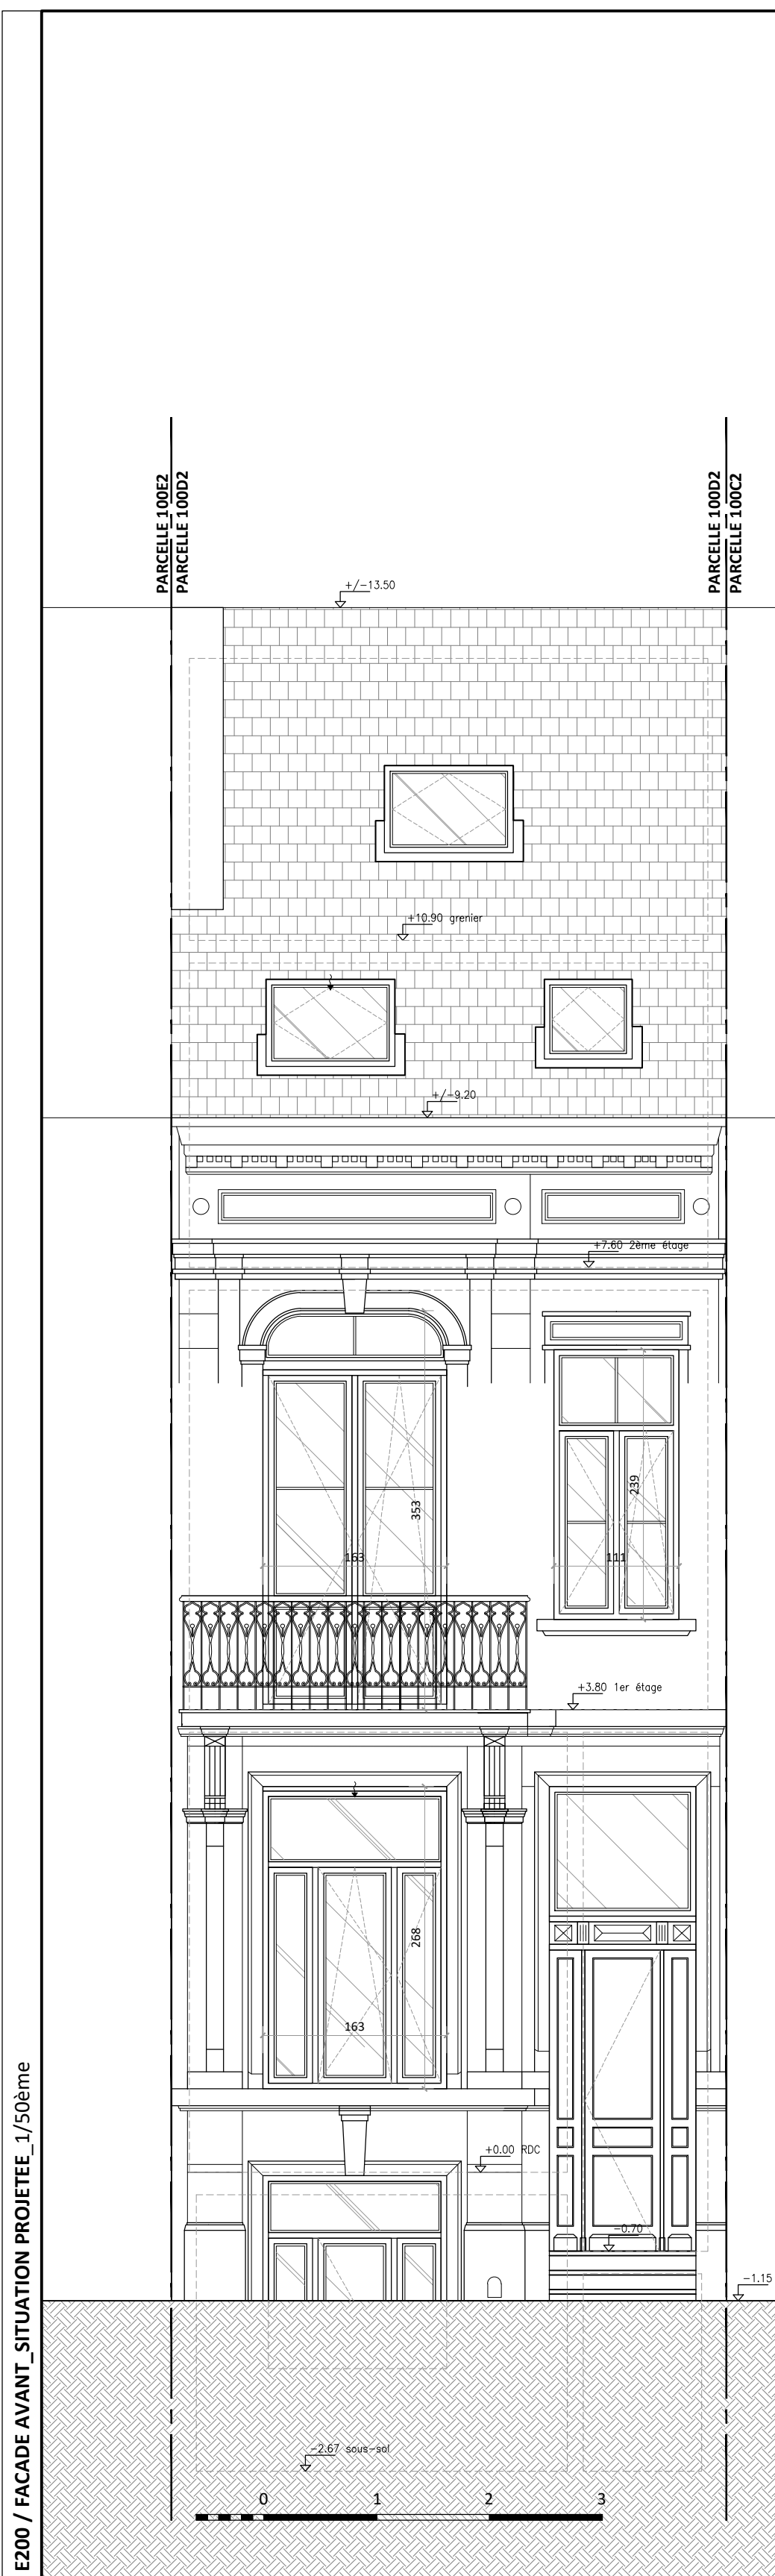 PARCELLE 100E2
PARCELLE 100D2
PARCELLE 100D2
PARCELLE 100C2
+/-13.50
+10.90 grenier
+/-9.20
+7.60 2ème étage
353
239
163
111
+3.80 1er étage
268
163
+0.00 RDC
-0.70
-1.15
-2.67 sous-sol
0 1 2 3
E200 / FACADE AVANT_SITUATION PROJETEE_1/50ème